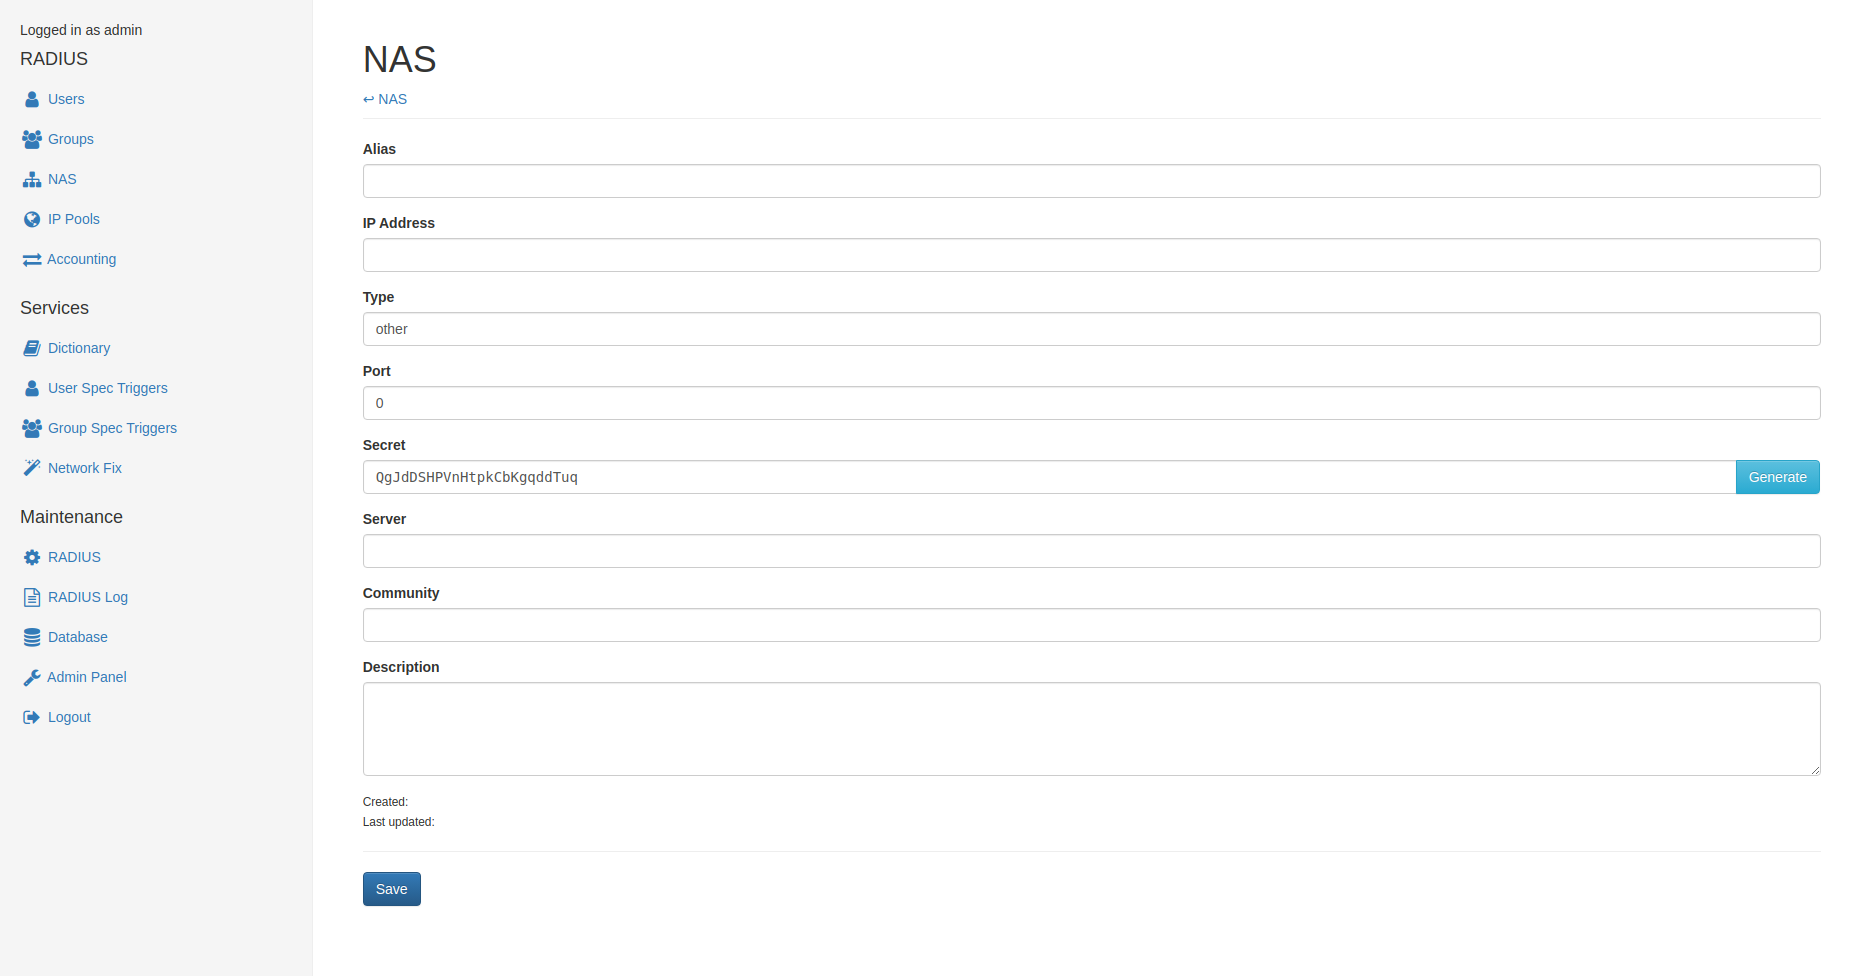 Logged in as admin
RADIUS
Users
Groups
NAS
IP Pools
Accounting
Services
Dictionary
User Spec Triggers
Group Spec Triggers
Network Fix
Maintenance
RADIUS
RADIUS Log
Database
Admin Panel
Logout
NAS
↩ NAS
Alias
IP Address
Type
other
Port
0
Secret
QgJdDSHPVnHtpkCbKgqddTuq
Generate
Server
Community
Description
Created:
Last updated:
Save